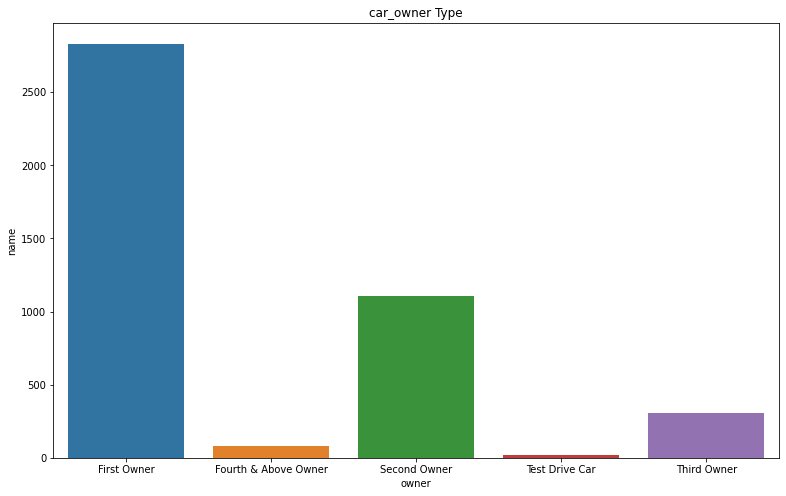 car_owner Type
name
2500
2000
1500
1000
500
0
First Owner
Fourth & Above Owner
Second Owner
Test Drive Car
Third Owner
owner